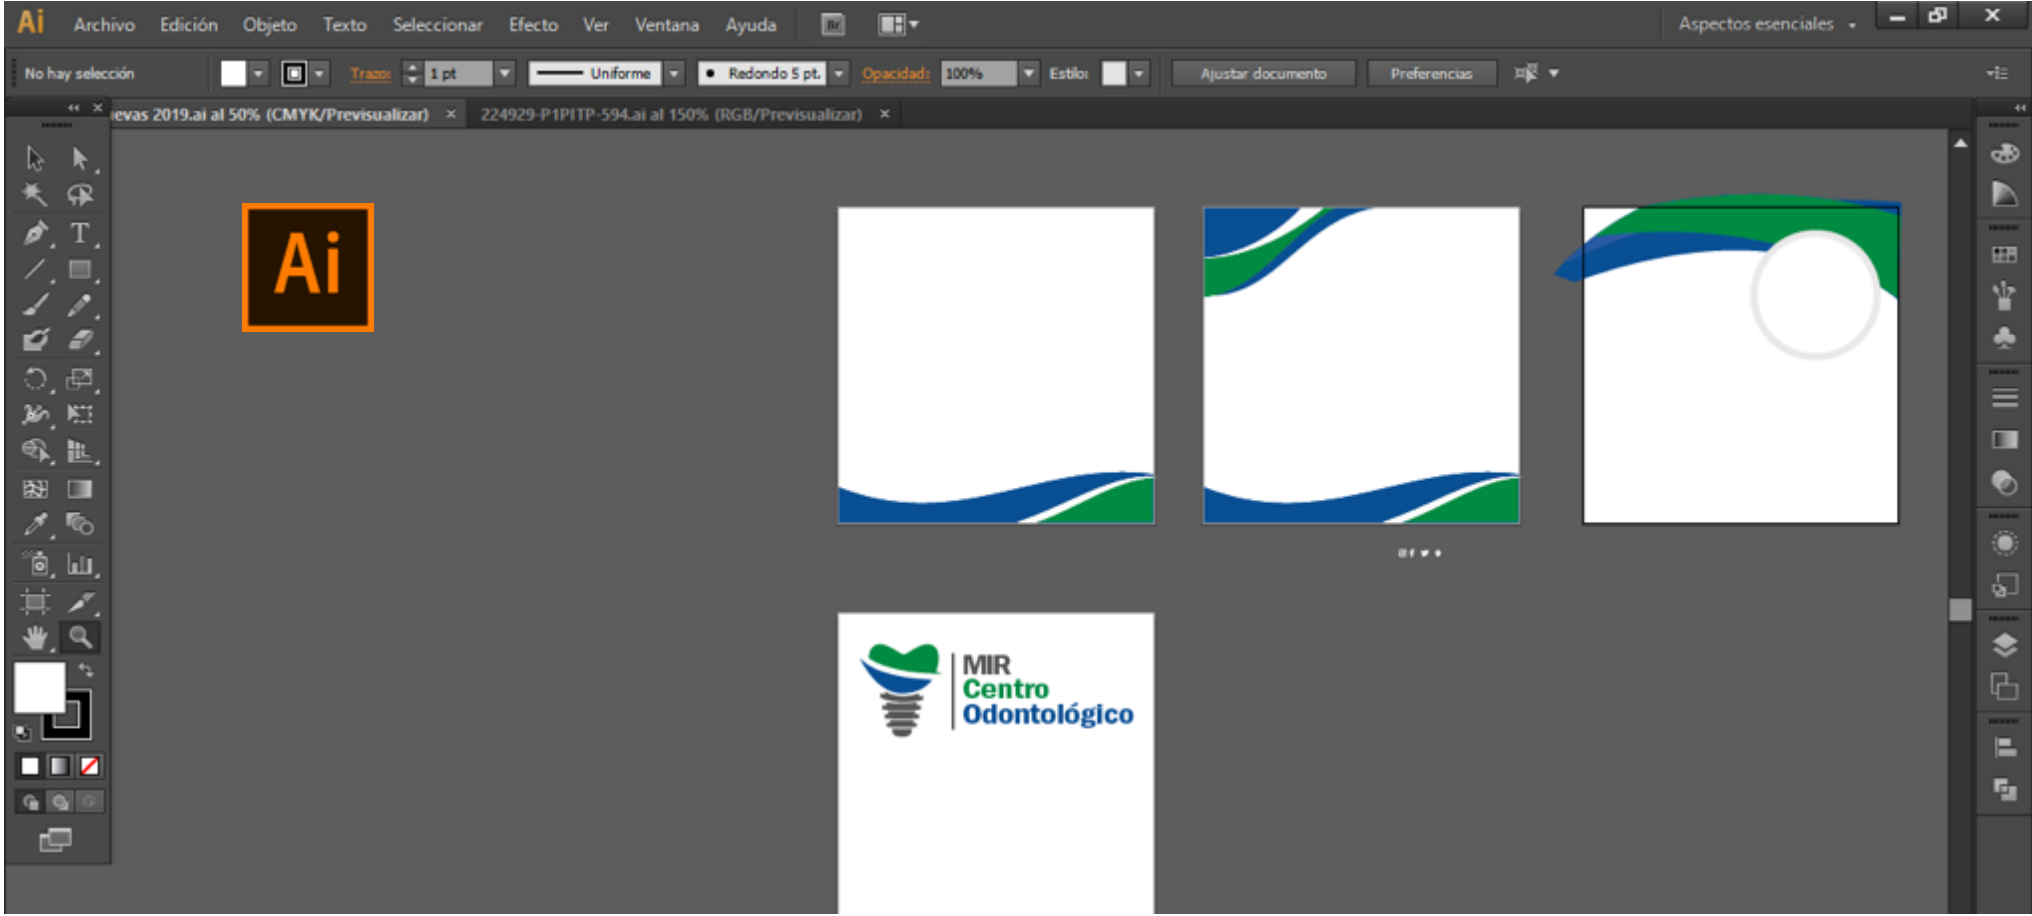 Ai Archivo Edición Objeto Texto Seleccionar Efecto Ver Ventana Ayuda Br Aspectos esenciales
No hay selección Trazo: 1 pt Uniforme Redondo 5 pt. Opacidad: 100% Estilo: Ajustar documento Preferencias
evas 2019.ai al 50% (CMYK/Previsualizar) × 224929-P1PITP-594.ai al 150% (RGB/Previsualizar) ×
T
Ai
MIR
Centro
Odontológico